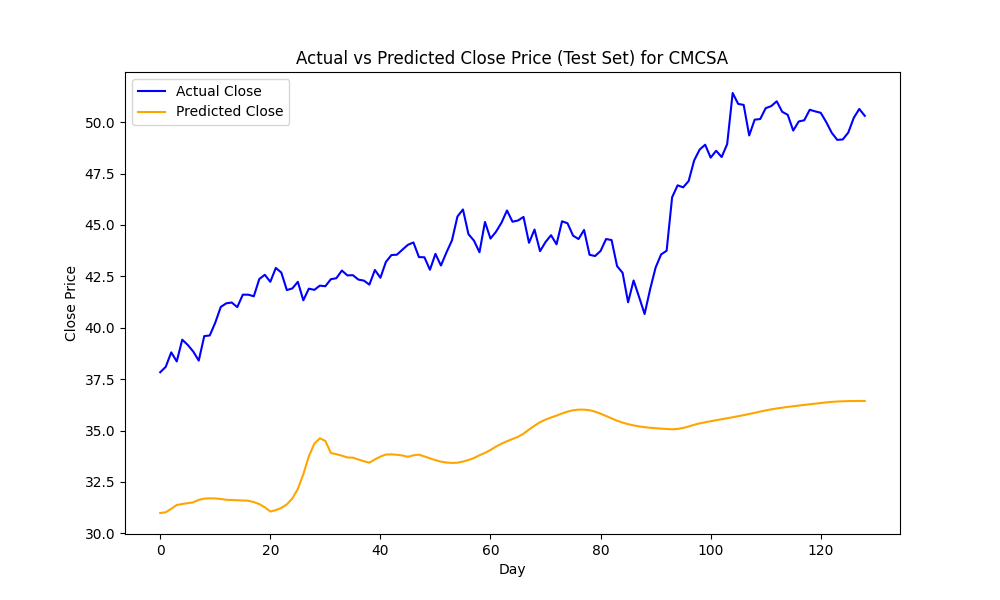 Actual vs Predicted Close Price (Test Set) for CMCSA
Actual Close
Predicted Close
Close Price
50.0
47.5
45.0
42.5
40.0
37.5
35.0
32.5
30.0
0 20 40 60 80 100 120
Day